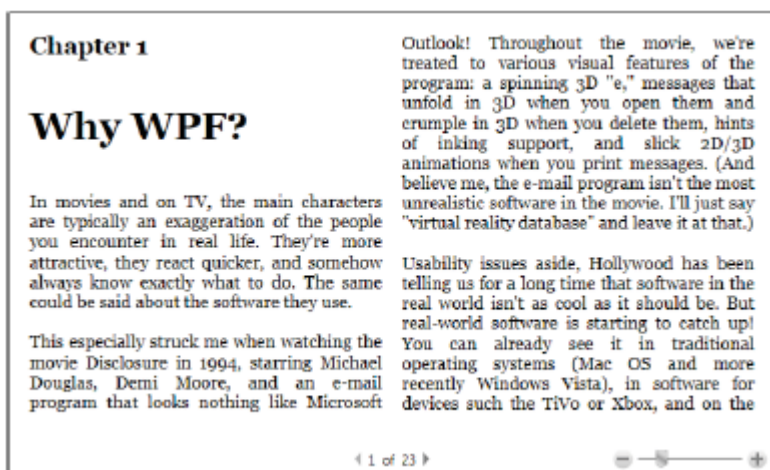 Chapter 1
Why WPF?
In movies and on TV, the main characters
are typically an exaggeration of the people
you encounter in real life. They're more
attractive, they react quicker, and somehow
always know exactly what to do. The same
could be said about the software they use.
This especially struck me when watching the
movie Disclosure in 1994, starring Michael
Douglas, Demi Moore, and an e-mail
program that looks nothing like Microsoft
Outlook! Throughout the movie, we're
treated to various visual features of the
program: a spinning 3D "e," messages that
unfold in 3D when you open them and
crumple in 3D when you delete them, hints
of inking support, and slick 2D/3D
animations when you print messages. (And
believe me, the e-mail program isn't the most
unrealistic software in the movie. I'll just say
"virtual reality database" and leave it at that.)
Usability issues aside, Hollywood has been
telling us for a long time that software in the
real world isn't as cool as it should be. But
real-world software is starting to catch up!
You can already see it in traditional
operating systems (Mac OS and more
recently Windows Vista), in software for
devices such the TiVo or Xbox, and on the
1 of 23